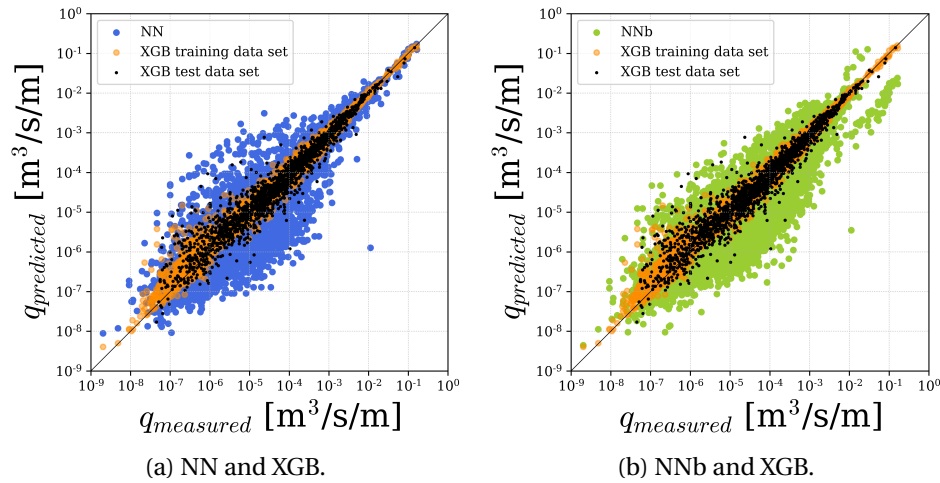 NN
XGB training data set
XGB test data set
10^0
10^-1
10^-2
10^-3
10^-4
10^-5
10^-6
10^-7
10^-8
10^-9
q_predicted [m^3/s/m]
10^-9 10^-8 10^-7 10^-6 10^-5 10^-4 10^-3 10^-2 10^-1 10^0
q_measured [m^3/s/m]
(a) NN and XGB.
NNb
XGB training data set
XGB test data set
10^0
10^-1
10^-2
10^-3
10^-4
10^-5
10^-6
10^-7
10^-8
10^-9
q_predicted [m^3/s/m]
10^-9 10^-8 10^-7 10^-6 10^-5 10^-4 10^-3 10^-2 10^-1 10^0
q_measured [m^3/s/m]
(b) NNb and XGB.